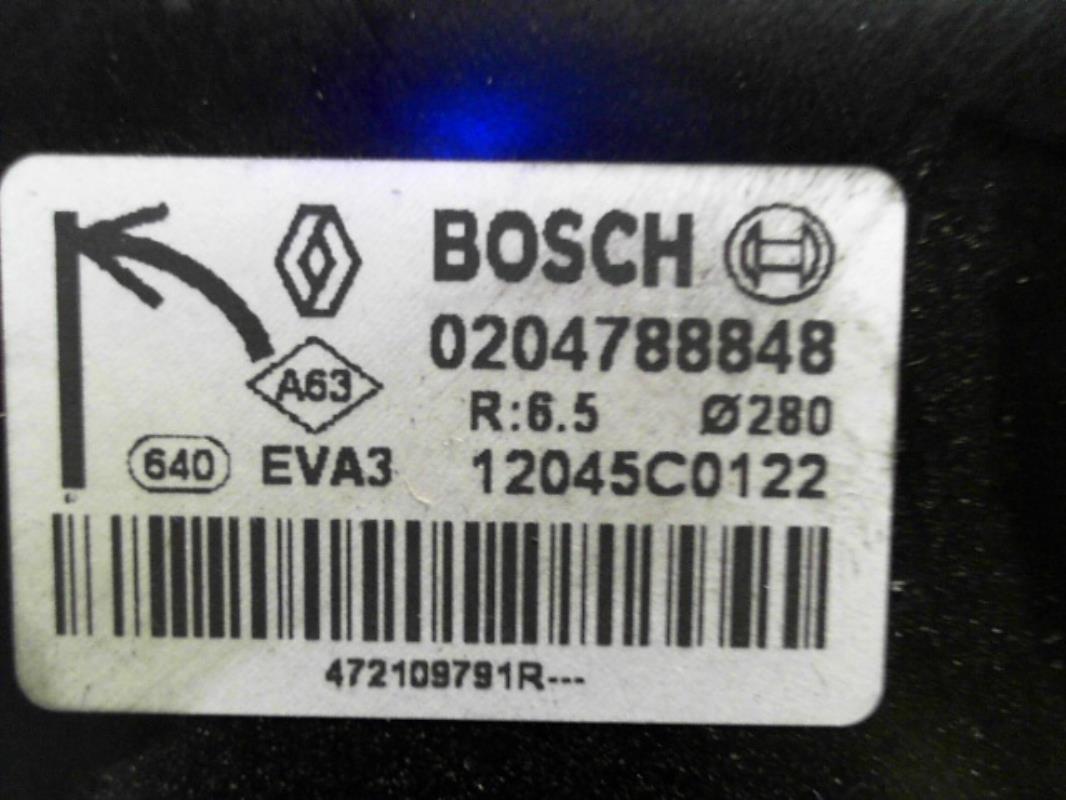 BOSCH
0204788848
A63
R:6.5 Ø280
640 EVA3 12045C0122
472109791R---